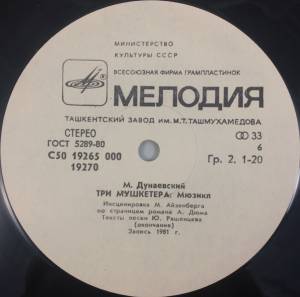 МИНИСТЕРСТВО
КУЛЬТУРЫ СССР
ВСЕСОЮЗНАЯ ФИРМА ГРАМПЛАСТИНОК
МЕЛОДИЯ
ТАШКЕНТСКИЙ ЗАВОД ИМ. М.Т. ТАШМУХАМЕДОВА
СТЕРЕО
33
ГОСТ 5289-80
6
С50 19265 000
Гр. 2. 1-20
19270
М. Дунаевский
ТРИ МУШКЕТЕРА: Мюзикл
Инсценировка М. Айзенберга
по страницам романа А. Дюма
Тексты песен Ю. Ряшенцева
(окончание)
Запись 1981 г.